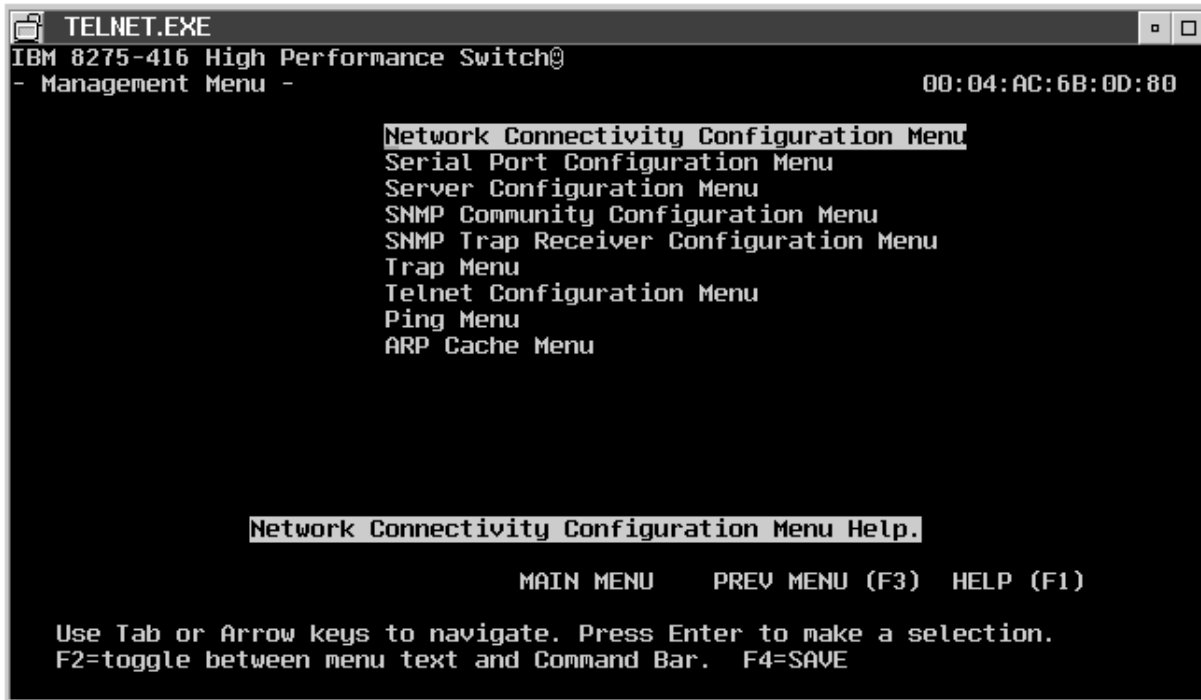 TELNET.EXE
IBM 8275-416 High Performance Switch☺
- Management Menu - 00:04:AC:6B:0D:80
Network Connectivity Configuration Menu
Serial Port Configuration Menu
Server Configuration Menu
SNMP Community Configuration Menu
SNMP Trap Receiver Configuration Menu
Trap Menu
Telnet Configuration Menu
Ping Menu
ARP Cache Menu
Network Connectivity Configuration Menu Help.
MAIN MENU PREV MENU (F3) HELP (F1)
Use Tab or Arrow keys to navigate. Press Enter to make a selection.
F2=toggle between menu text and Command Bar. F4=SAVE